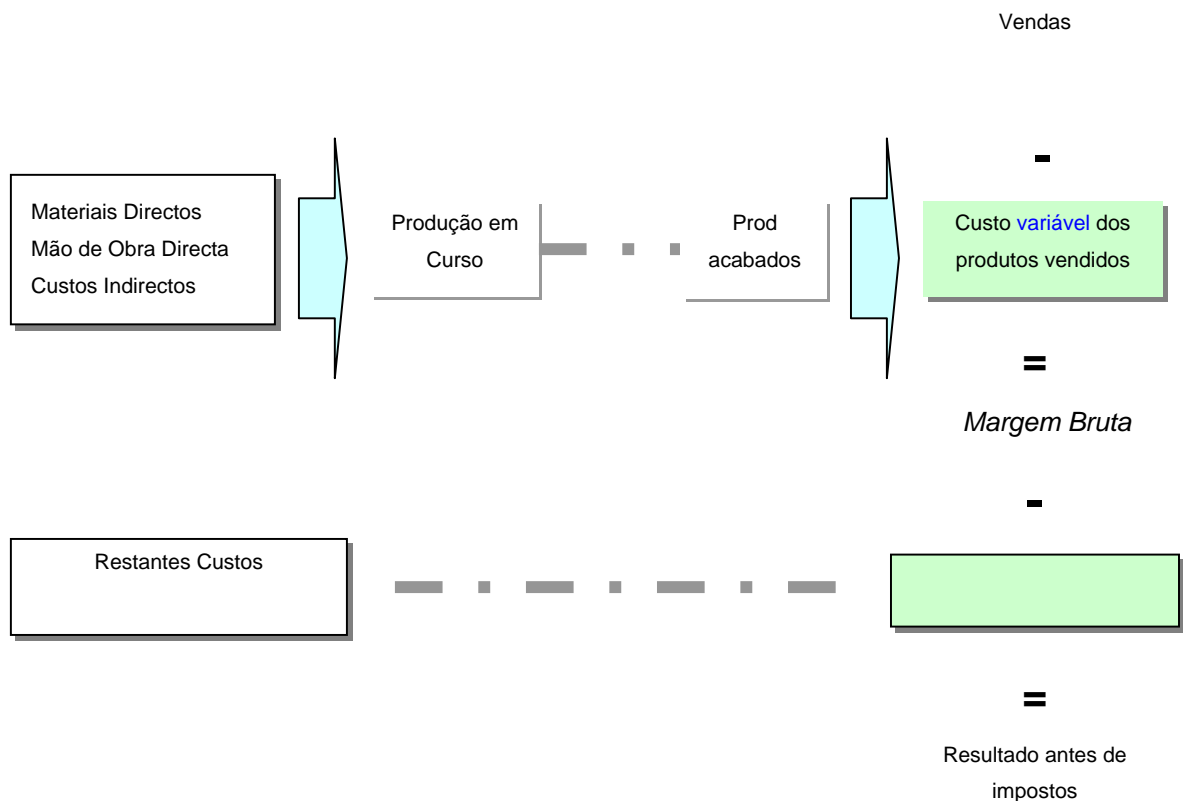 Vendas
-
Materiais Directos
Mão de Obra Directa
Custos Indirectos
Produção em
Curso
Prod
acabados
Custo variável dos
produtos vendidos
=
Margem Bruta
-
Restantes Custos
=
Resultado antes de
impostos